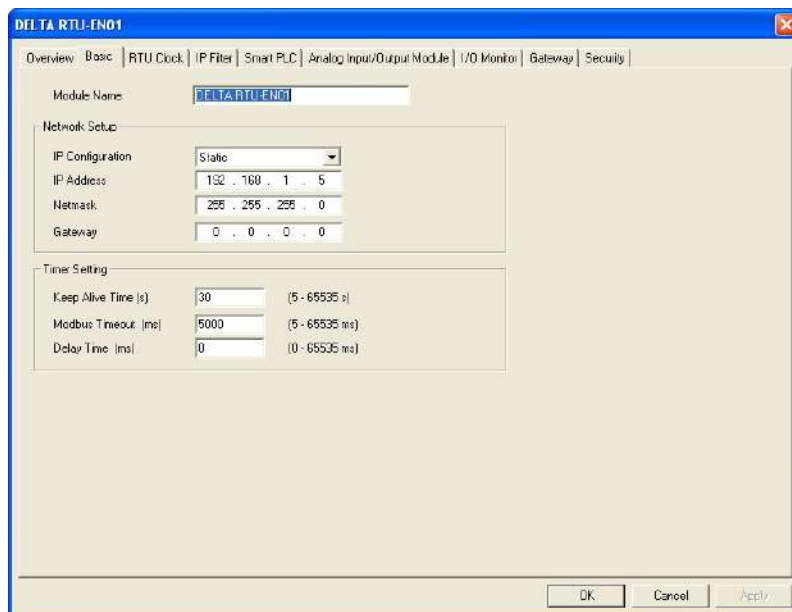 DELTA RTU-EN01
Overview Basic RTU Clock IP Filter Smart PLC Analog Input/Output Module I/O Monitor Gateway Security
Module Name DELTA RTU-EN01
Network Setup
IP Configuration Static
IP Address 192 . 168 . 1 . 5
Netmask 255 . 255 . 255 . 0
Gateway 0 . 0 . 0 . 0
Timer Setting
Keep Alive Time (s) 30 (5 - 65535 s)
Modbus Timeout (ms) 5000 (5 - 65535 ms)
Delay Time (ms) 0 (0 - 65535 ms)
OK Cancel Apply